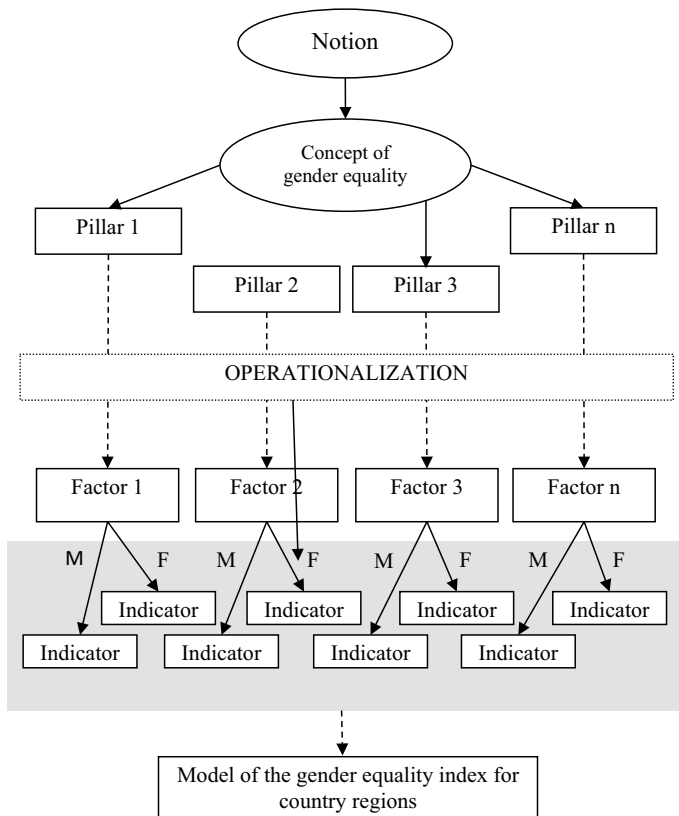 Notion
Concept of
gender equality
Pillar 1
Pillar n
Pillar 2
Pillar 3
OPERATIONALIZATION
Factor 1
Factor 2
Factor 3
Factor n
M
F
M
F
M
F
M
F
Indicator
Indicator
Indicator
Indicator
Indicator
Indicator
Indicator
Indicator
Model of the gender equality index for
country regions